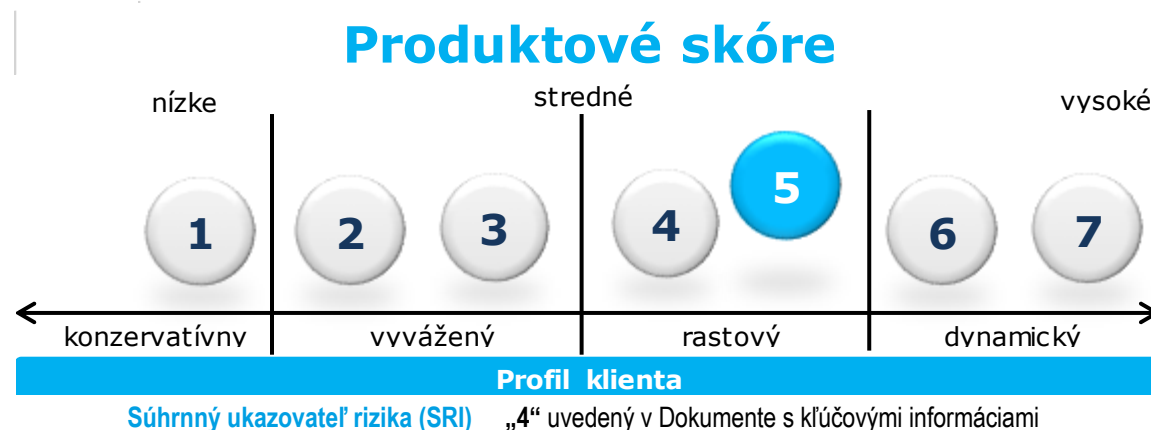 Produktové skóre
nízke stredné vysoké
1 2 3 4 5 6 7
konzervatívny vyvážený rastový dynamický
Profil klienta
Súhrnný ukazovateľ rizika (SRI) „4“ uvedený v Dokumente s kľúčovými informáciami